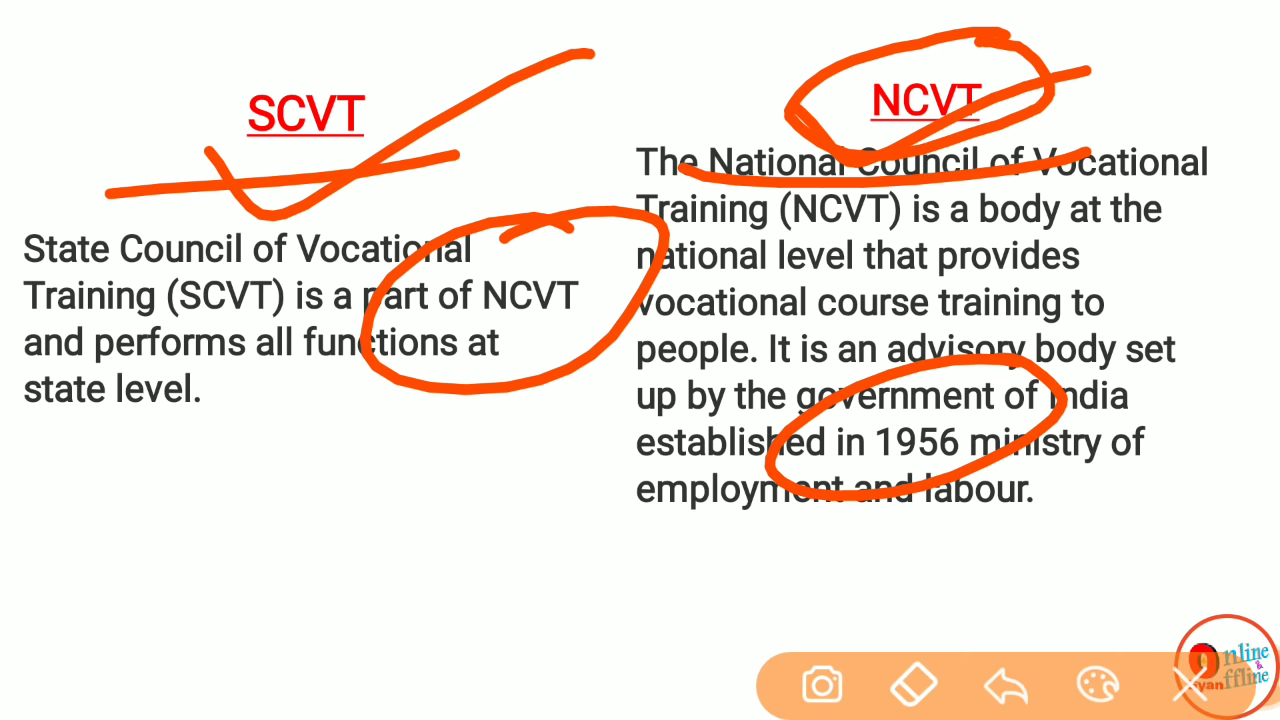 SCVT
State Council of Vocational
Training (SCVT) is a part of NCVT
and performs all functions at
state level.
NCVT
The National Council of Vocational
Training (NCVT) is a body at the
national level that provides
vocational course training to
people. It is an advisory body set
up by the government of India
established in 1956 ministry of
employment and labour.
nline
&
ffline
yan